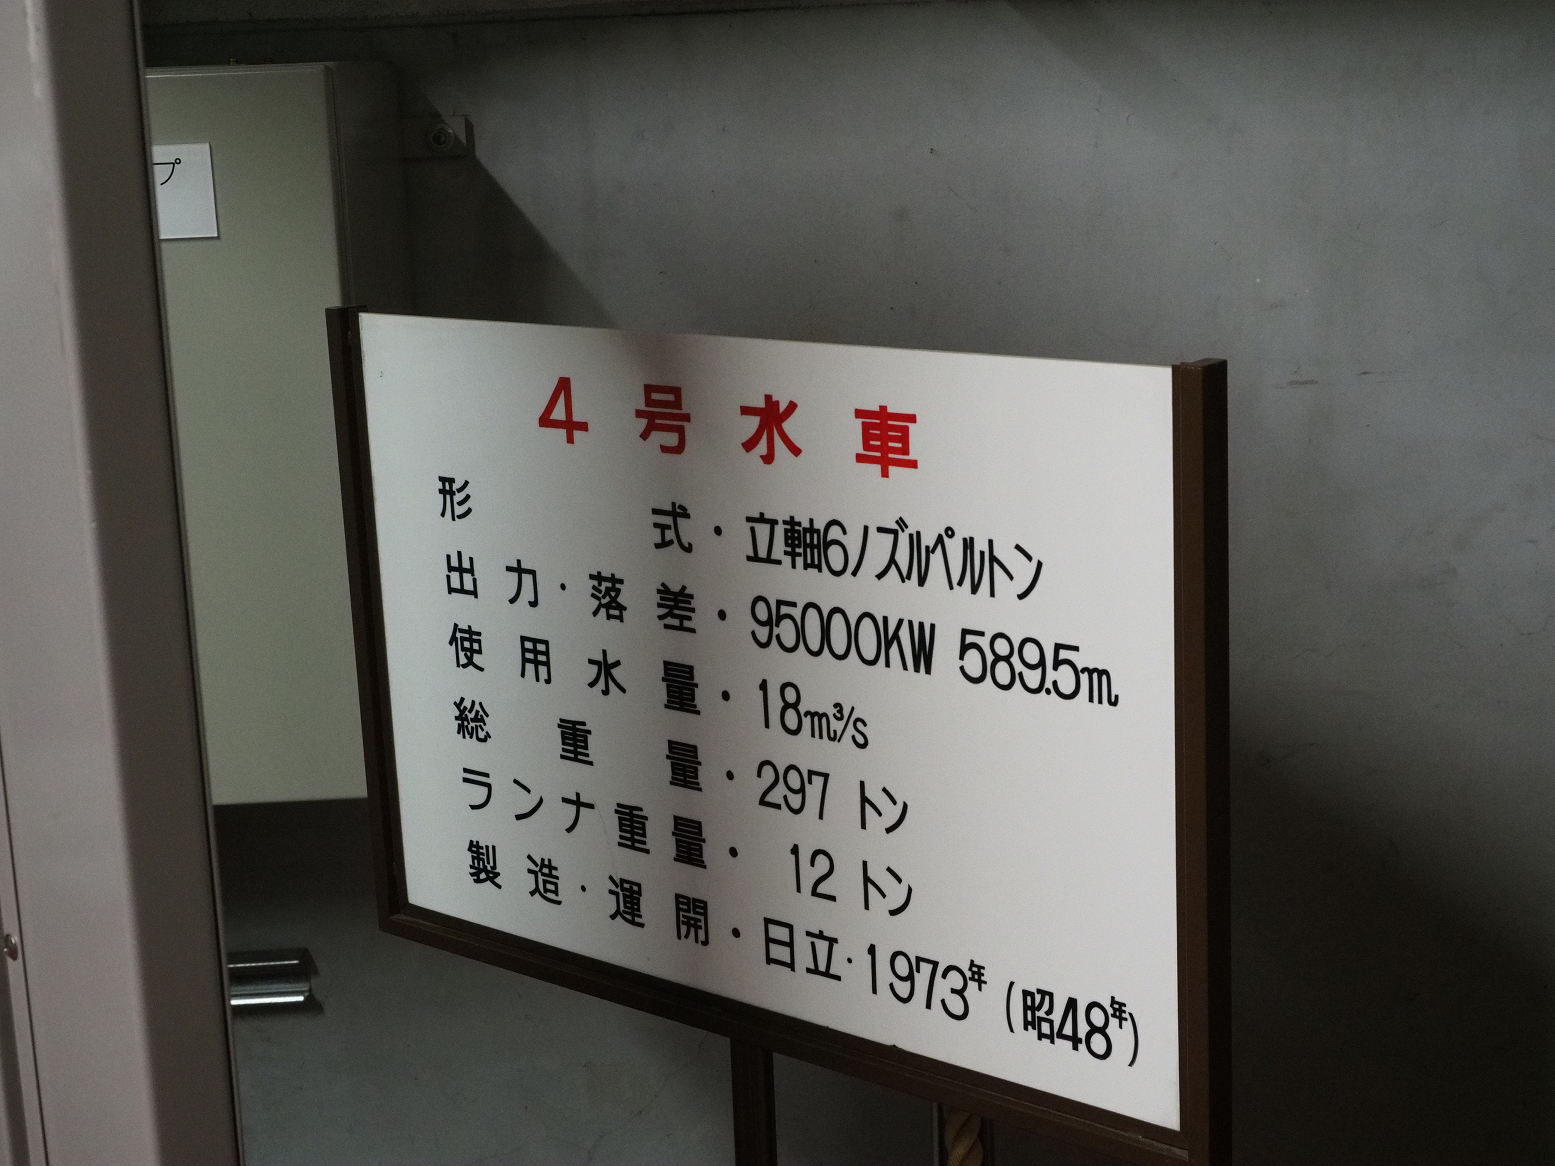 プ
4号水車
形式・立軸6ノズルペルトン
出力・落差・95000KW 589.5m
使用水量・18m³/s
総重量・297トン
ランナ重量・12トン
製造・運開・日立・1973年(昭48年)